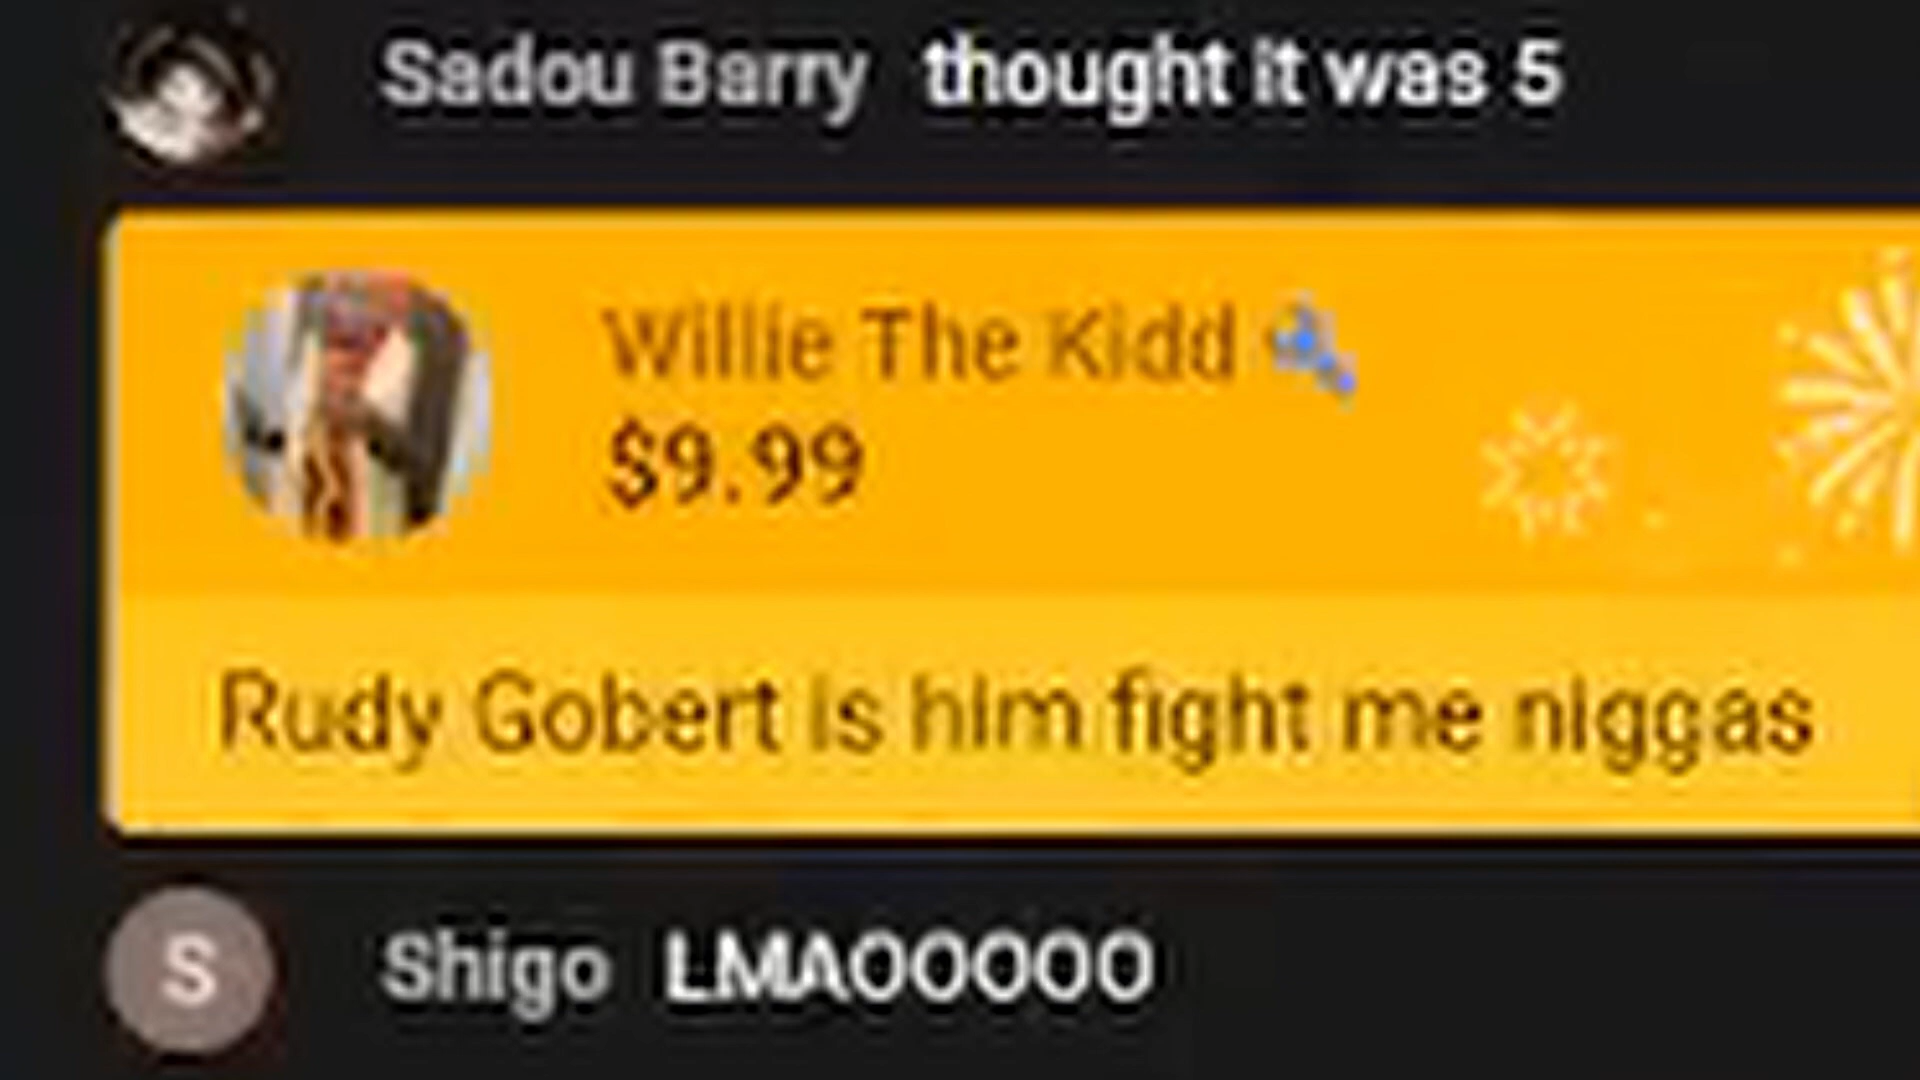 Sadou Barry thought it was 5
Willie The Kidd
$9.99
Rudy Gobert is him fight me niggas
S
Shigo LMAOOOOO